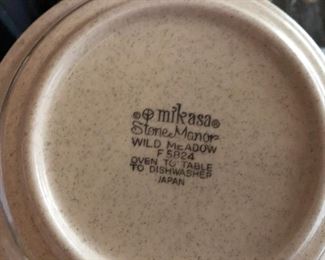 mikasa
Stone Manor
WILD MEADOW
F 5824
OVEN TO TABLE
TO DISHWASHER
JAPAN